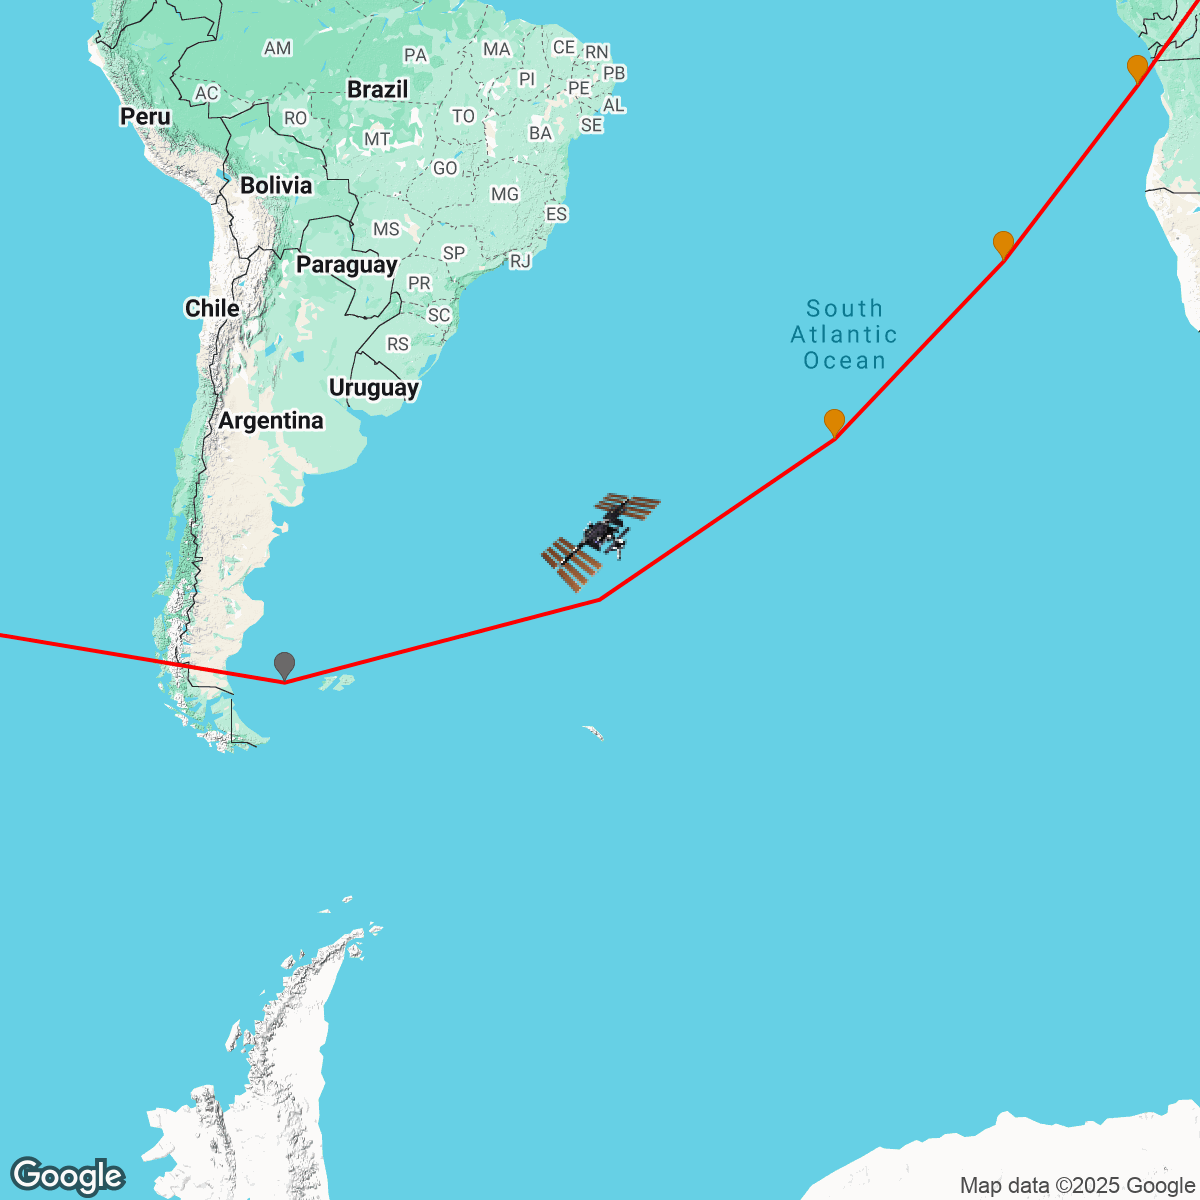 AM
PA
MA
CE
RN
PI
PB
PE
AL
SE
AC
Brazil
Peru
RO
TO
MT
BA
GO
Bolivia
MG
ES
MS
SP
RJ
Paraguay
PR
Chile
SC
South
Atlantic
Ocean
RS
Uruguay
Argentina
Google
Map data ©2025 Google